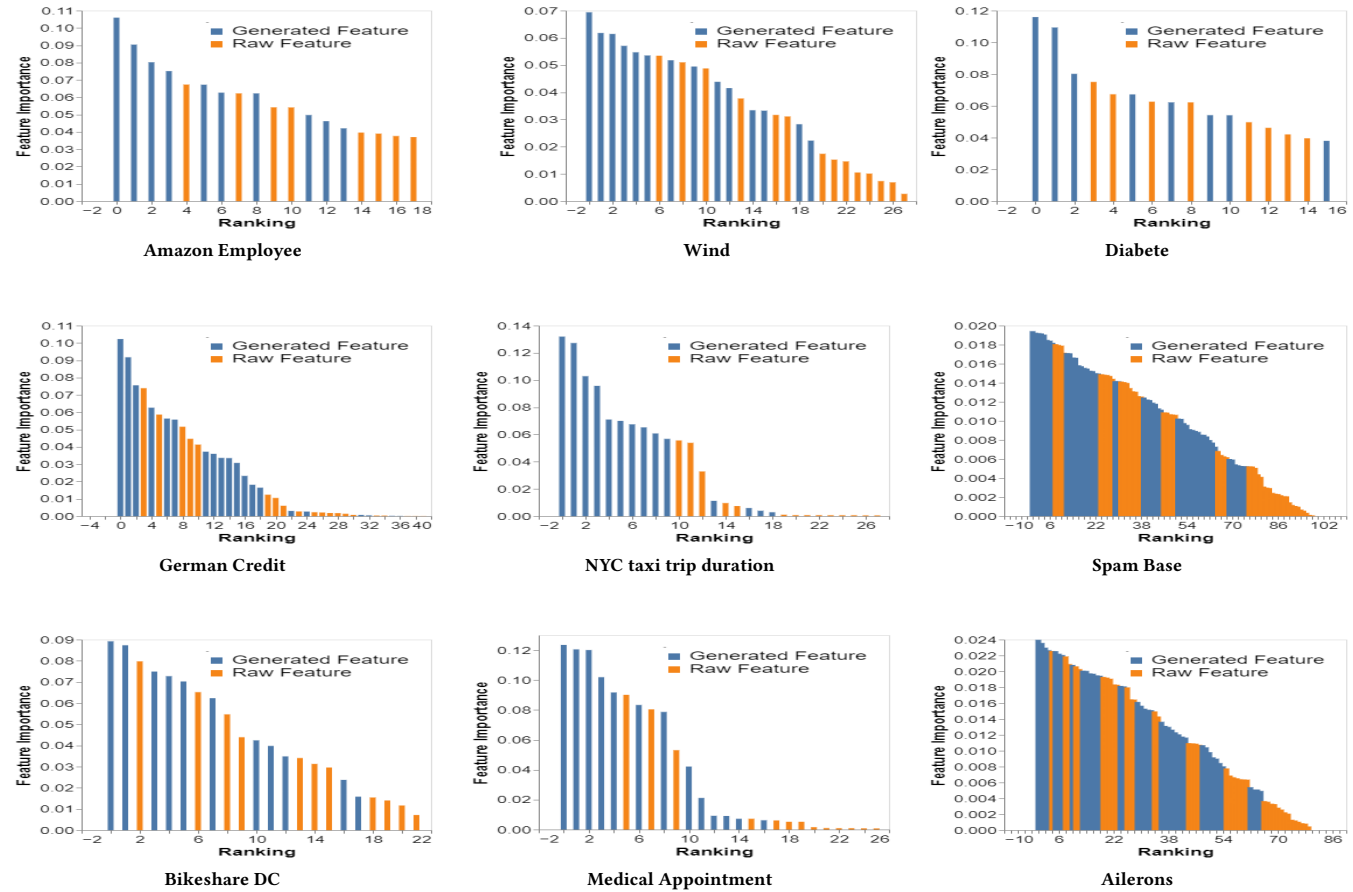 0.11
0.10
0.09
0.08
0.07
0.06
0.05
0.04
0.03
0.02
0.01
0.00
Feature Importance
Generated Feature
Raw Feature
−2 0 2 4 6 8 10 12 14 16 18
Ranking
Amazon Employee
0.07
0.06
0.05
0.04
0.03
0.02
0.01
0.00
Feature Importance
Generated Feature
Raw Feature
−2 2 6 10 14 18 22 26
Ranking
Wind
0.12
0.10
0.08
0.06
0.04
0.02
0.00
Feature Importance
Generated Feature
Raw Feature
−2 0 2 4 6 8 10 12 14 16
Ranking
Diabete
0.11
0.10
0.09
0.08
0.07
0.06
0.05
0.04
0.03
0.02
0.01
0.00
Feature Importance
Generated Feature
Raw Feature
−4 0 4 8 12 16 20 24 28 32 36 40
Ranking
German Credit
0.14
0.12
0.10
0.08
0.06
0.04
0.02
0.00
Feature Importance
Generated Feature
Raw Feature
−2 2 6 10 14 18 22 26
Ranking
NYC taxi trip duration
0.020
0.018
0.016
0.014
0.012
0.010
0.008
0.006
0.004
0.002
0.000
Feature Importance
Generated Feature
Raw Feature
−10 6 22 38 54 70 86 102
Ranking
Spam Base
0.09
0.08
0.07
0.06
0.05
0.04
0.03
0.02
0.01
0.00
Feature Importance
Generated Feature
Raw Feature
−2 2 6 10 14 18 22
Ranking
Bikeshare DC
0.12
0.10
0.08
0.06
0.04
0.02
0.00
Feature Importance
Generated Feature
Raw Feature
−2 2 6 10 14 18 22 26
Ranking
Medical Appointment
0.024
0.022
0.020
0.018
0.016
0.014
0.012
0.010
0.008
0.006
0.004
0.002
0.000
Feature Importance
Generated Feature
Raw Feature
−10 6 22 38 54 70 86
Ranking
Ailerons